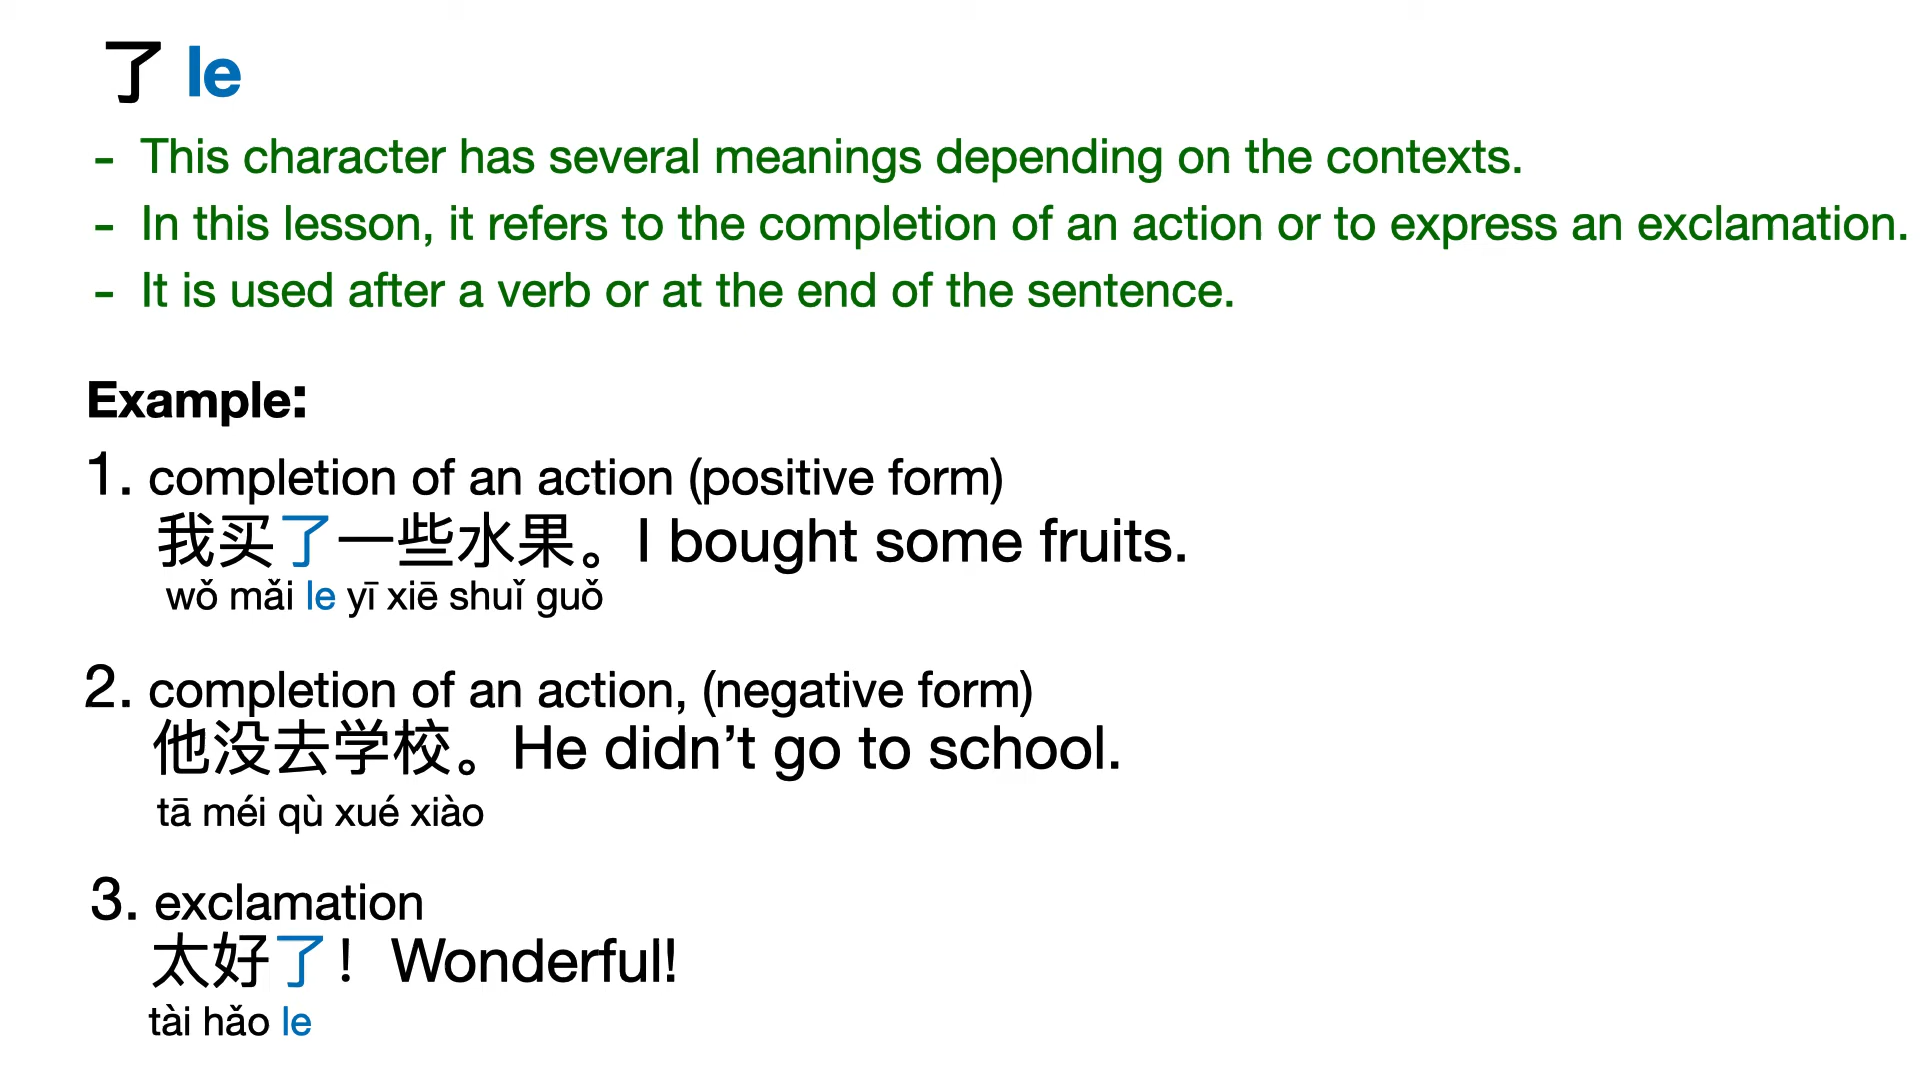 了 le
- This character has several meanings depending on the contexts.
- In this lesson, it refers to the completion of an action or to express an exclamation.
- It is used after a verb or at the end of the sentence.
Example:
1. completion of an action (positive form)
我买了一些水果。I bought some fruits.
wǒ mǎi le yī xiē shuǐ guǒ
2. completion of an action, (negative form)
他没去学校。He didn’t go to school.
tā méi qù xué xiào
3. exclamation
太好了！Wonderful!
tài hǎo le